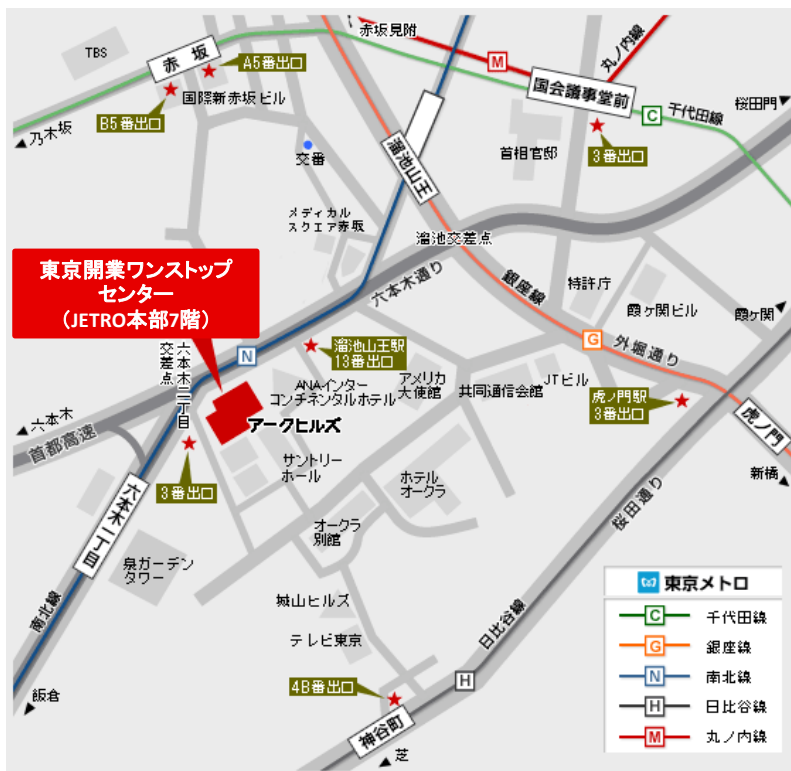 赤坂見附
TBS
赤坂
A5番出口
国際新赤坂ビル
B5番出口
乃木坂
M
丸ノ内線
国会議事堂前
C
千代田線
桜田門
交番
溜池山王
首相官邸
3番出口
メディカル
スクエア赤坂
溜池交差点
東京開業ワンストップ
センター
（JETRO本部7階）
六本木通り
銀座線
特許庁
霞ヶ関ビル
霞ヶ関
G
外堀通り
N
溜池山王駅
13番出口
六本木二丁目
交差点
ANAインター
コンチネンタルホテル
アメリカ
大使館
共同通信会館
JTビル
虎ノ門駅
3番出口
虎ノ門
新橋
六本木
首都高速
アークヒルズ
3番出口
サントリー
ホール
ホテル
オークラ
桜田通り
六本木一丁目
オークラ
別館
泉ガーデン
タワー
南北線
城山ヒルズ
テレビ東京
日比谷線
4B番出口
H
飯倉
神谷町
芝
東京メトロ
C 千代田線
G 銀座線
N 南北線
H 日比谷線
M 丸ノ内線